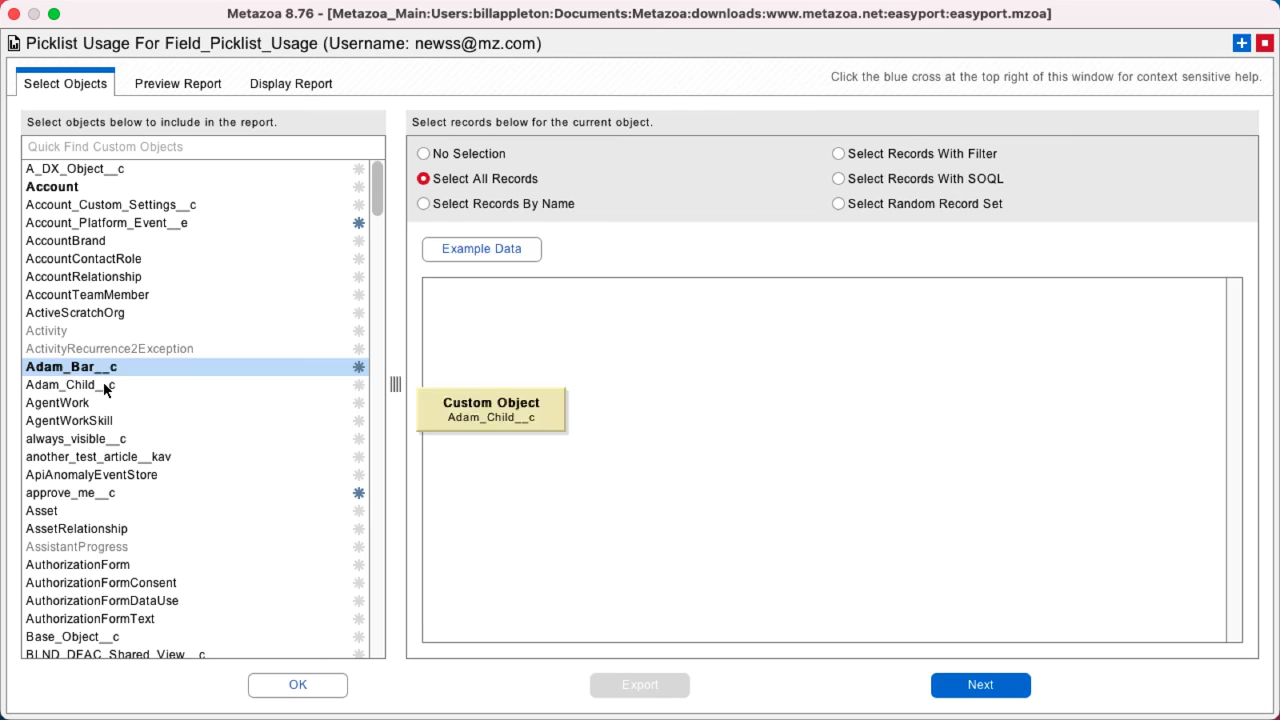 Metazoa 8.76 - [Metazoa_Main:Users:billappleton:Documents:Metazoa:downloads:www.metazoa.net:easyport:easyport.mzoa]
Picklist Usage For Field_Picklist_Usage (Username: newss@mz.com)
Select Objects
Preview Report
Display Report
Click the blue cross at the top right of this window for context sensitive help.
Select objects below to include in the report.
Quick Find Custom Objects
A_DX_Object__c
Account
Account_Custom_Settings__c
Account_Platform_Event__e
AccountBrand
AccountContactRole
AccountRelationship
AccountTeamMember
ActiveScratchOrg
Activity
ActivityRecurrence2Exception
Adam_Bar__c
Adam_Child__c
AgentWork
AgentWorkSkill
always_visible__c
another_test_article__kav
ApiAnomalyEventStore
approve_me__c
Asset
AssetRelationship
AssistantProgress
AuthorizationForm
AuthorizationFormConsent
AuthorizationFormDataUse
AuthorizationFormText
Base_Object__c
BLND_DFAC_Shared_View__c
Select records below for the current object.
No Selection
Select All Records
Select Records By Name
Select Records With Filter
Select Records With SOQL
Select Random Record Set
Example Data
Custom Object
Adam_Child__c
OK
Export
Next